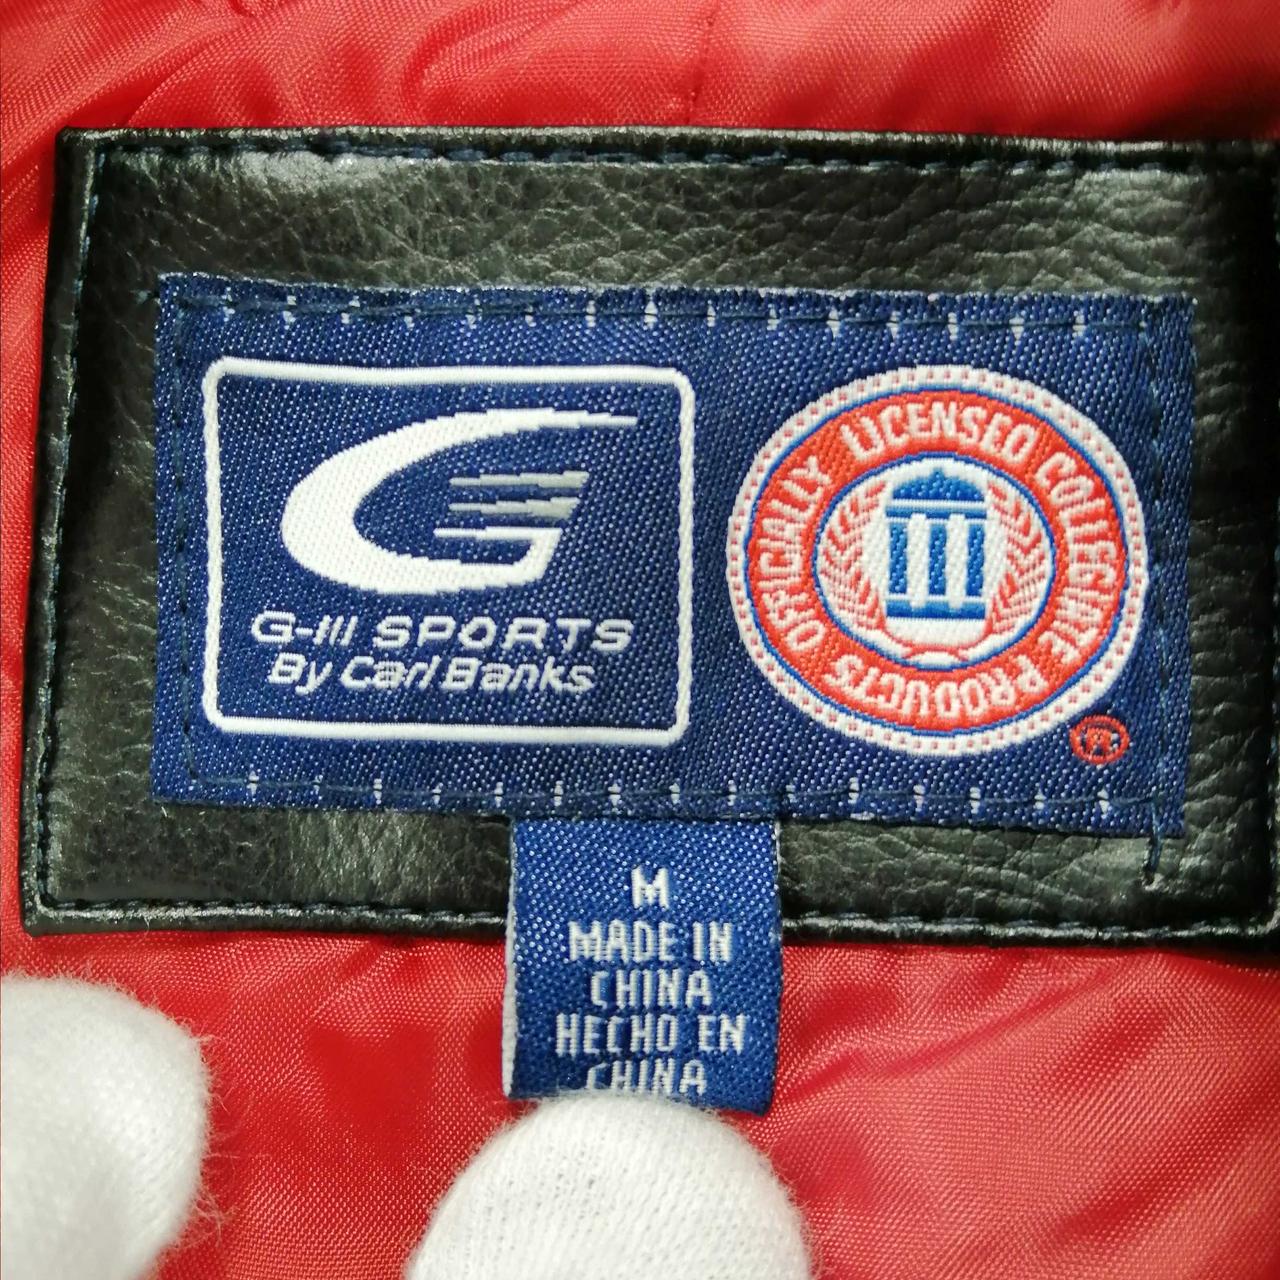 G-III SPORTS
By Carl Banks
OFFICIALLY LICENSED COLLEGIATE PRODUCTS
®
M
MADE IN
CHINA
HECHO EN
CHINA